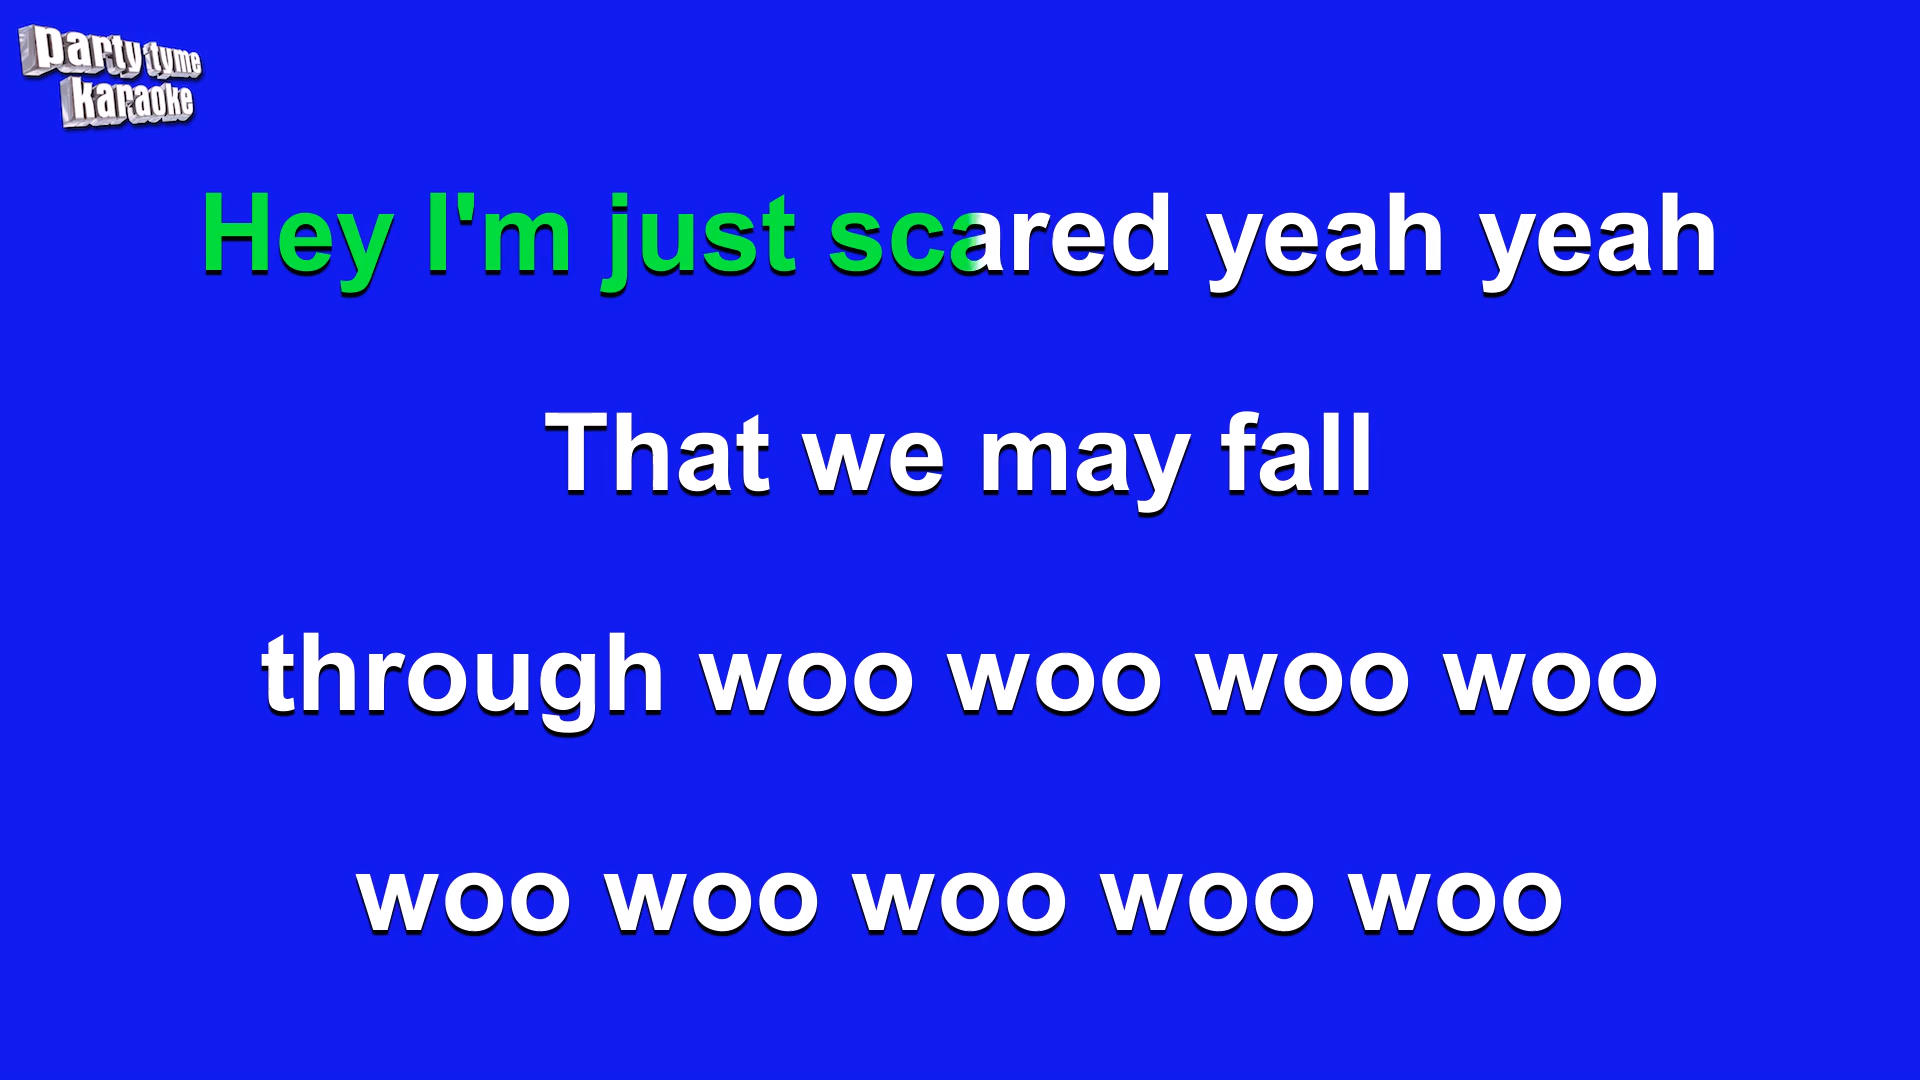 party tyme
karaoke
Hey I'm just scared yeah yeah
That we may fall
through woo woo woo woo
woo woo woo woo woo